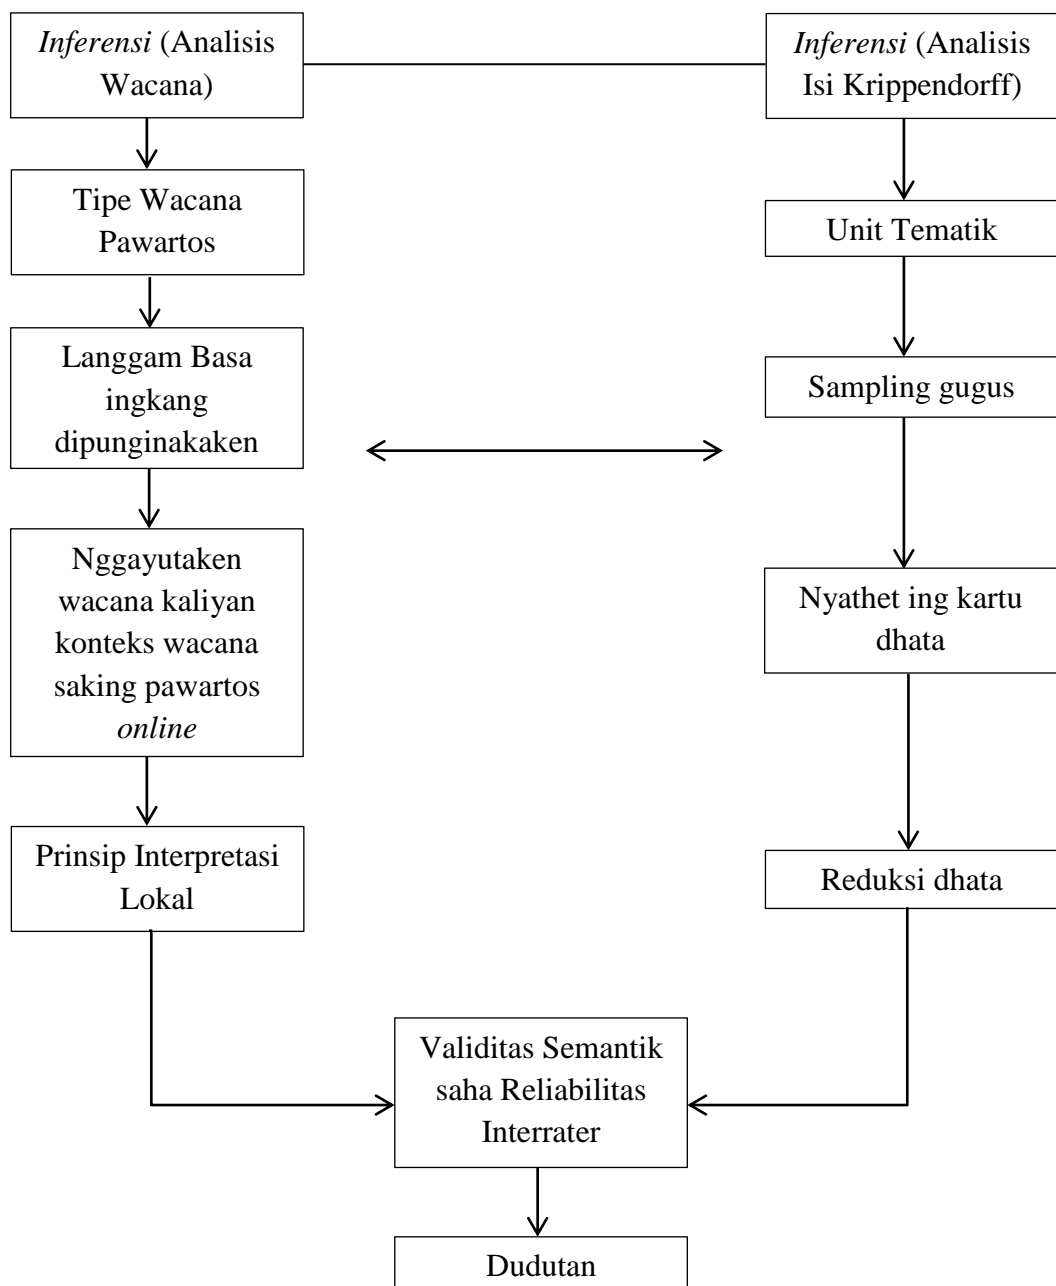 Inferensi (Analisis
Wacana)
Tipe Wacana
Pawartos
Langgam Basa
ingkang
dipunginakaken
Nggayutaken
wacana kaliyan
konteks wacana
saking pawartos
online
Prinsip Interpretasi
Lokal
Inferensi (Analisis
Isi Krippendorff)
Unit Tematik
Sampling gugus
Nyathet ing kartu
dhata
Reduksi dhata
Validitas Semantik
saha Reliabilitas
Interrater
Dudutan